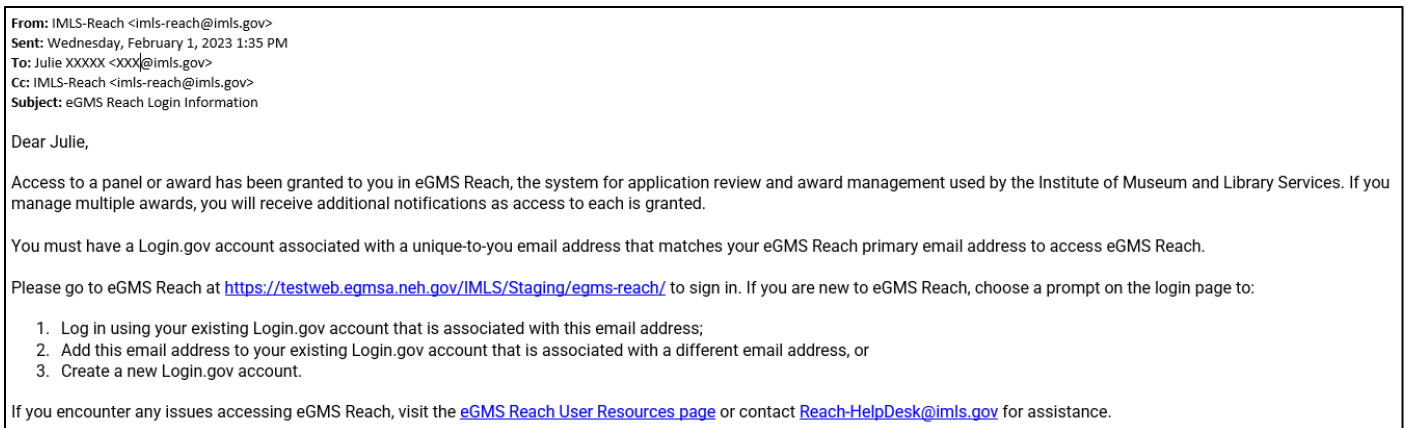 From: IMLS-Reach <imls-reach@imls.gov>
Sent: Wednesday, February 1, 2023 1:35 PM
To: Julie XXXXX <XXX@imls.gov>
Cc: IMLS-Reach <imls-reach@imls.gov>
Subject: eGMS Reach Login Information
Dear Julie,
Access to a panel or award has been granted to you in eGMS Reach, the system for application review and award management used by the Institute of Museum and Library Services. If you
manage multiple awards, you will receive additional notifications as access to each is granted.
You must have a Login.gov account associated with a unique-to-you email address that matches your eGMS Reach primary email address to access eGMS Reach.
Please go to eGMS Reach at https://testweb.egmsa.neh.gov/IMLS/Staging/egms-reach/ to sign in. If you are new to eGMS Reach, choose a prompt on the login page to:
1. Log in using your existing Login.gov account that is associated with this email address;
2. Add this email address to your existing Login.gov account that is associated with a different email address, or
3. Create a new Login.gov account.
If you encounter any issues accessing eGMS Reach, visit the eGMS Reach User Resources page or contact Reach-HelpDesk@imls.gov for assistance.